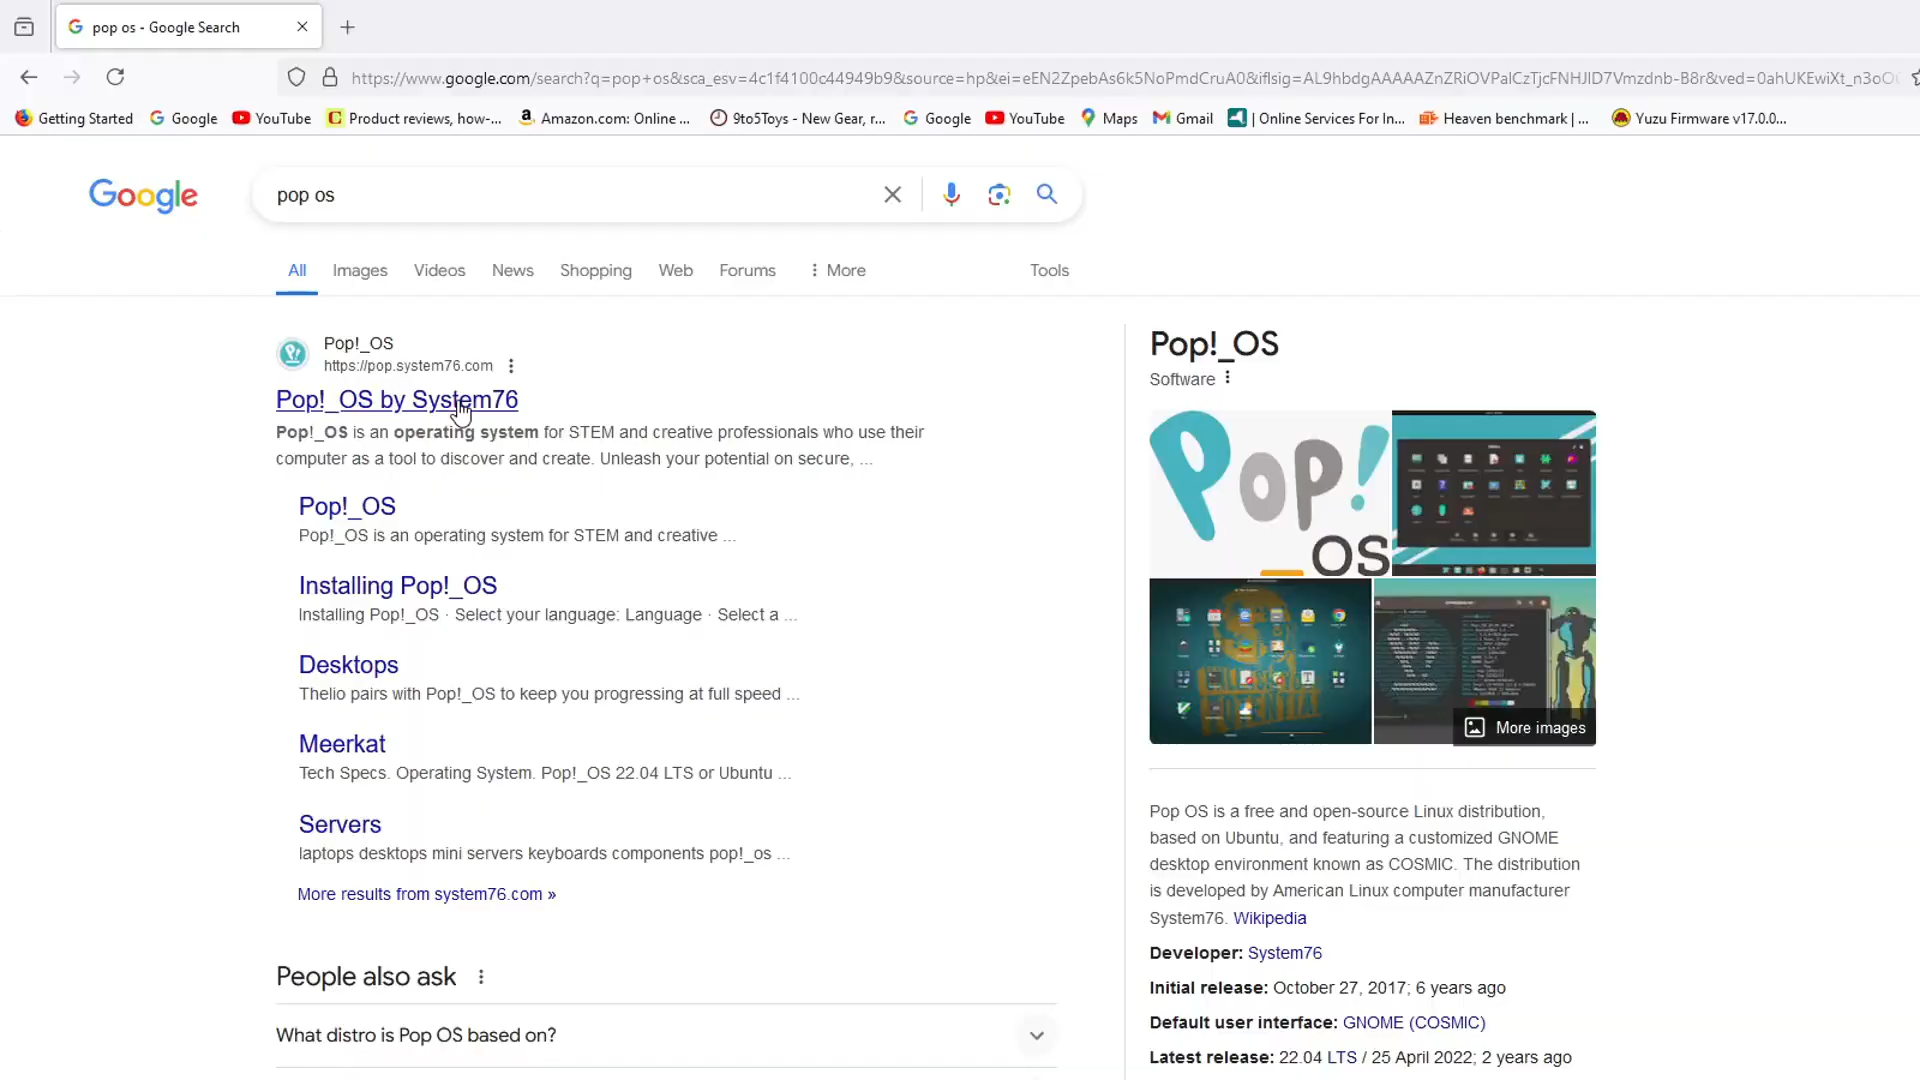 pop os - Google Search
https://www.google.com/search?q=pop+os&sca_esv=4c1f4100c44949b9&source=hp&ei=eEN2ZpebAs6k5NoPmdCruA0&iflsig=
Getting Started
Google
YouTube
Product reviews, how-...
Amazon.com: Online ...
9to5Toys - New Gear, r...
Google
YouTube
Maps
Gmail
| Online Services For In...
Heaven benchmark | ...
Yuzu Firmware v17.0.0...
Google
pop os
All
Images
Videos
News
Shopping
Web
Forums
More
Tools
Pop!_OS
https://pop.system76.com
Pop!_OS by System76
Pop!_OS is an operating system for STEM and creative professionals who use their
computer as a tool to discover and create. Unleash your potential on secure, ...
Pop!_OS
Pop!_OS is an operating system for STEM and creative ...
Installing Pop!_OS
Installing Pop!_OS · Select your language: Language · Select a ...
Desktops
Thelio pairs with Pop!_OS to keep you progressing at full speed ...
Meerkat
Tech Specs. Operating System. Pop!_OS 22.04 LTS or Ubuntu ...
Servers
laptops desktops mini servers keyboards components pop!_os ...
More results from system76.com »
People also ask
What distro is Pop OS based on?
Pop!_OS
Software
Pop!
OS
More images
Pop OS is a free and open-source Linux distribution,
based on Ubuntu, and featuring a customized GNOME
desktop environment known as COSMIC. The distribution
is developed by American Linux computer manufacturer
System76. Wikipedia
Developer: System76
Initial release: October 27, 2017; 6 years ago
Default user interface: GNOME (COSMIC)
Latest release: 22.04 LTS / 25 April 2022; 2 years ago